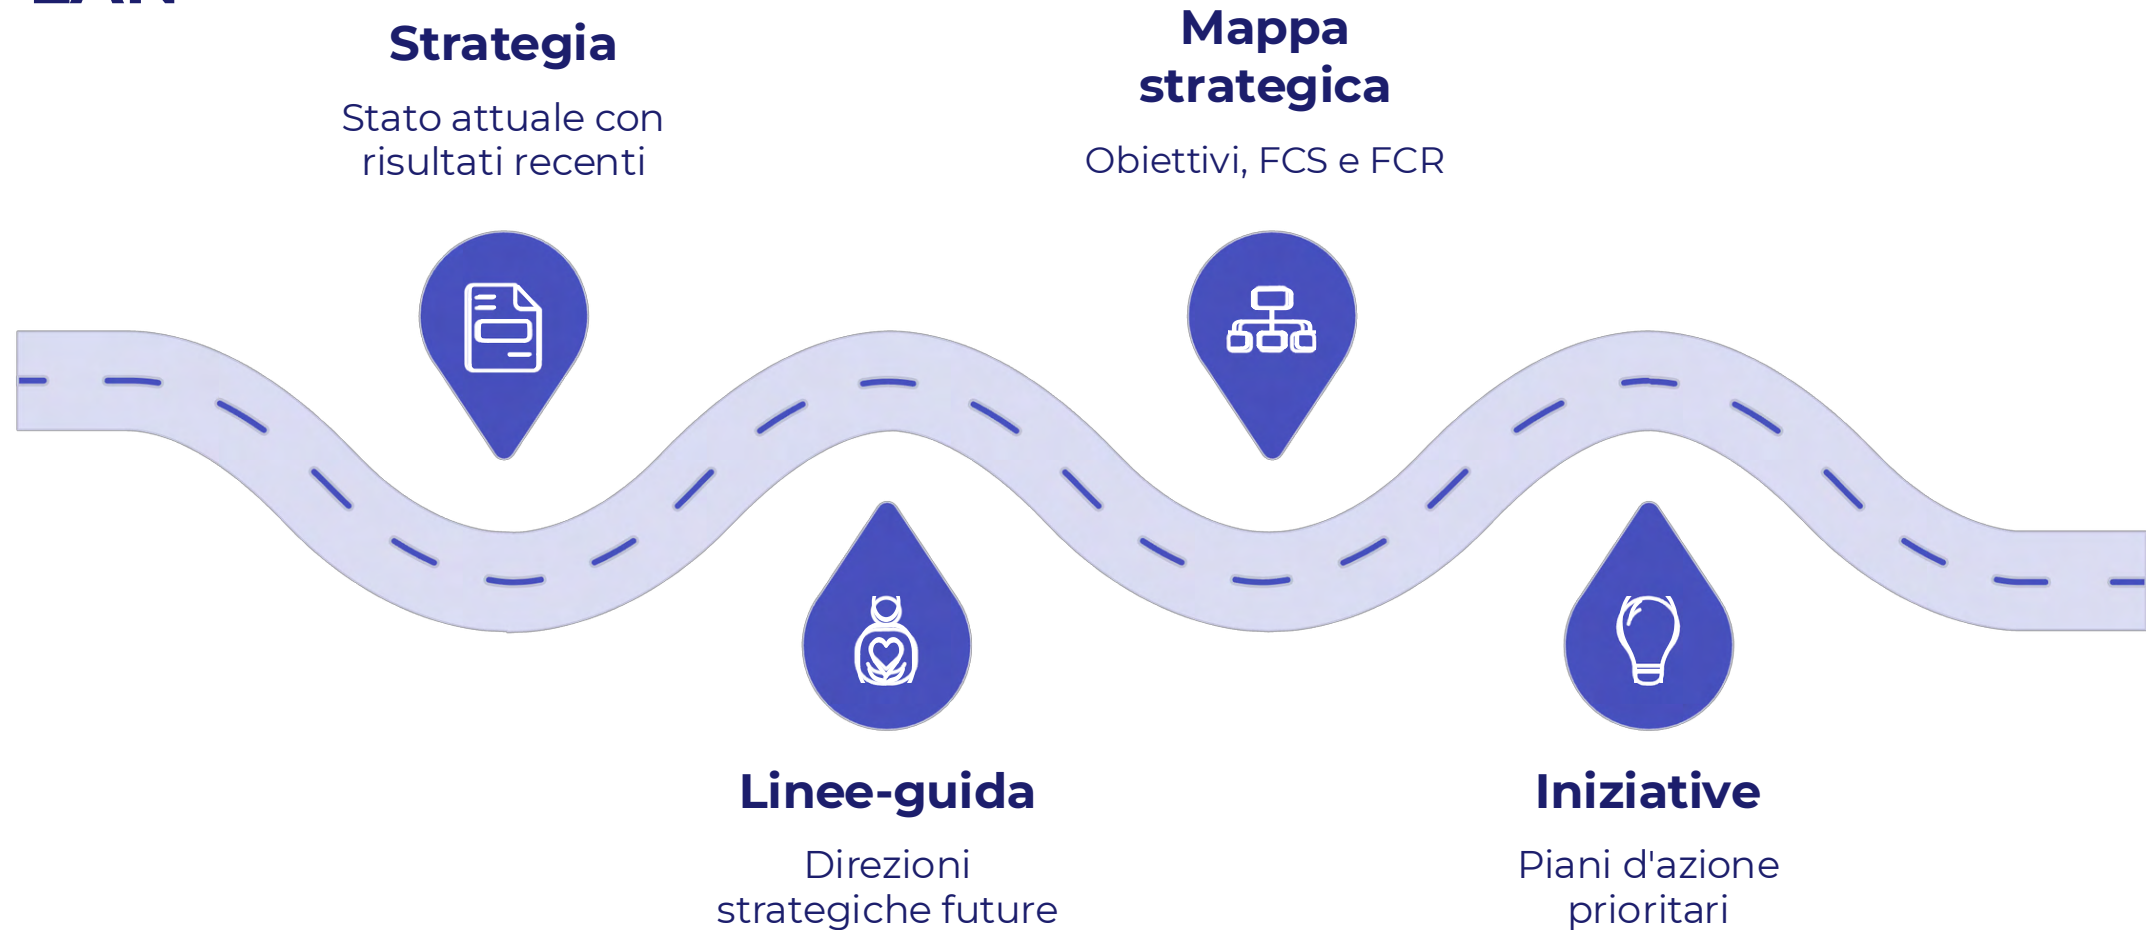 Strategia
Stato attuale con
risultati recenti
Mappa
strategica
Obiettivi, FCS e FCR
Linee-guida
Direzioni
strategiche future
Iniziative
Piani d'azione
prioritari